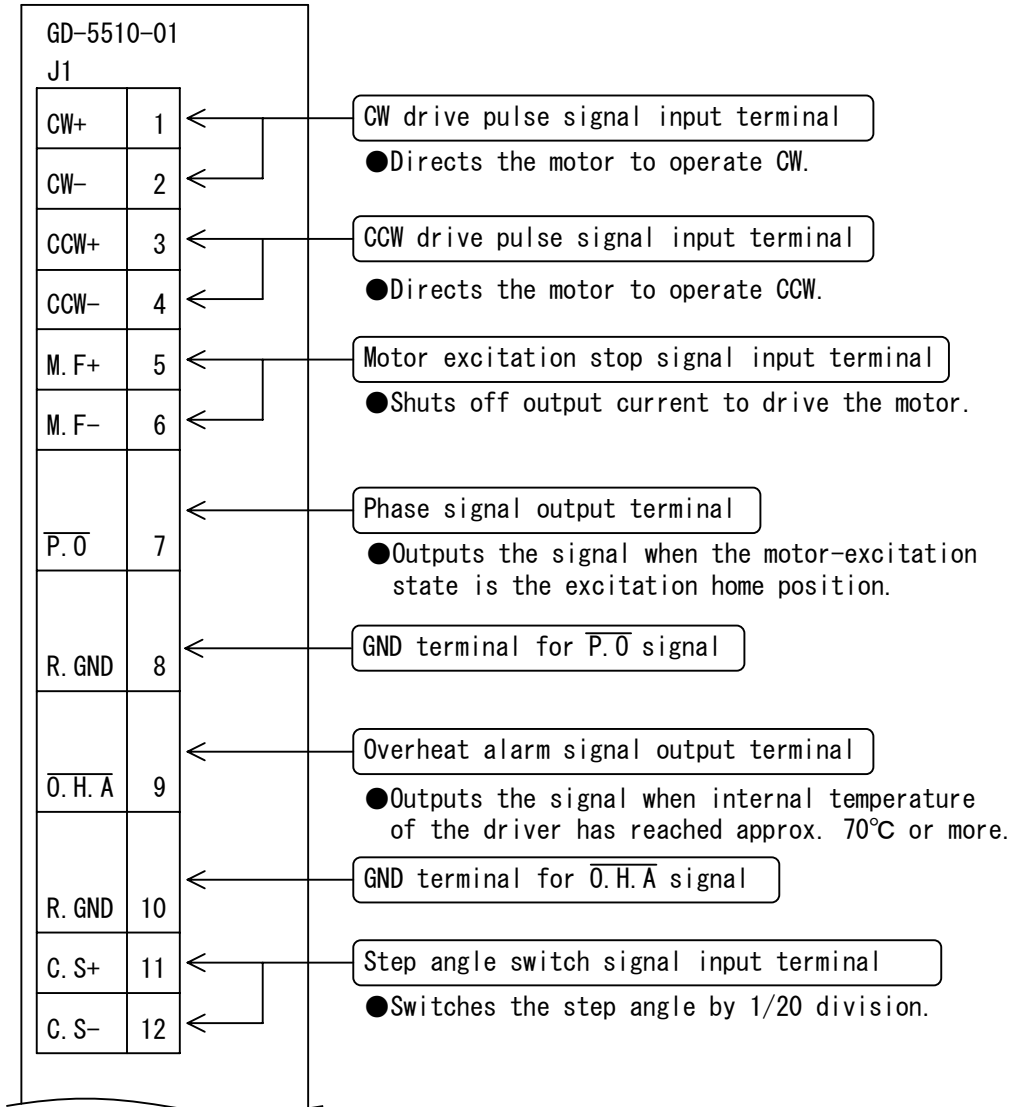 GD-5510-01
J1
CW+ 1
CW drive pulse signal input terminal
●Directs the motor to operate CW.
CW- 2
CCW+ 3
CCW drive pulse signal input terminal
●Directs the motor to operate CCW.
CCW- 4
M.F+ 5
Motor excitation stop signal input terminal
●Shuts off output current to drive the motor.
M.F- 6
Phase signal output terminal
P̅.̅O̅ 7
●Outputs the signal when the motor-excitation
state is the excitation home position.
R.GND 8
GND terminal for P̅.̅O̅ signal
Overheat alarm signal output terminal
O̅.̅H̅.̅A̅ 9
●Outputs the signal when internal temperature
of the driver has reached approx. 70℃ or more.
GND terminal for O̅.̅H̅.̅A̅ signal
R.GND 10
C.S+ 11
Step angle switch signal input terminal
●Switches the step angle by 1/20 division.
C.S- 12